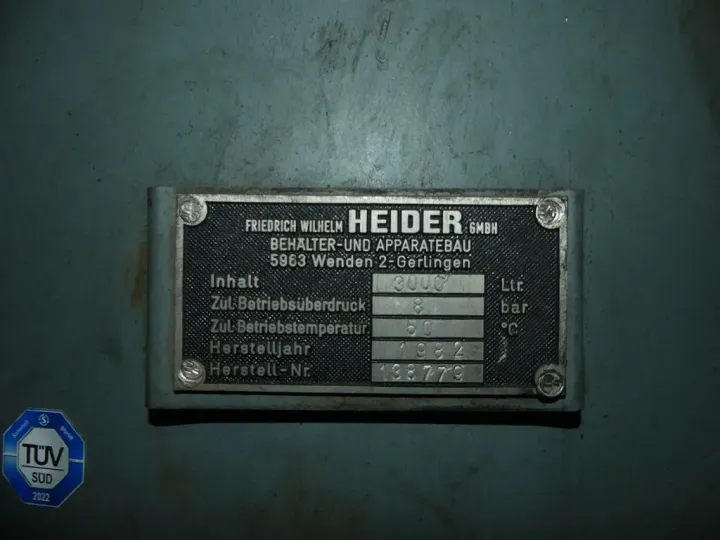 FRIEDRICH WILHELM HEIDER GMBH
BEHÄLTER-UND APPARATEBAU
5963 Wenden 2-Gerlingen
Inhalt 3000 Ltr.
Zul. Betriebsüberdruck 8 bar
Zul. Betriebstemperatur 50 °C
Herstelljahr 1982
Herstell-Nr. 138779
TÜV
SÜD
2022